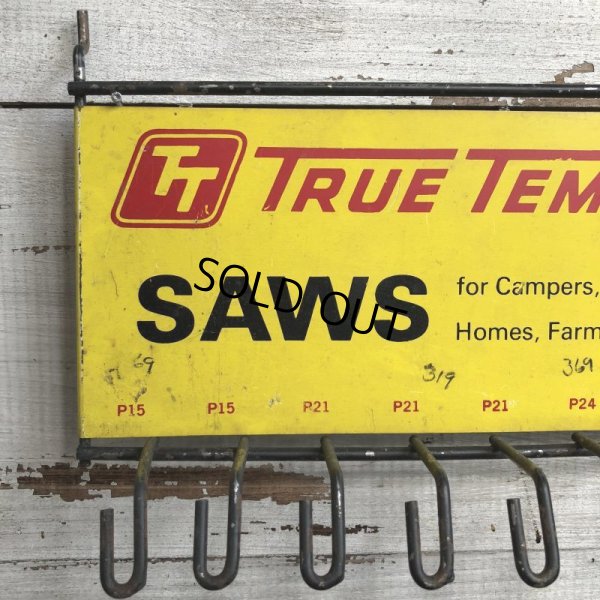 TT TRUE TEM
SAWS
for Campers,
Homes, Farm
SOLD OUT
69 319 369
P15 P15 P21 P21 P21 P24